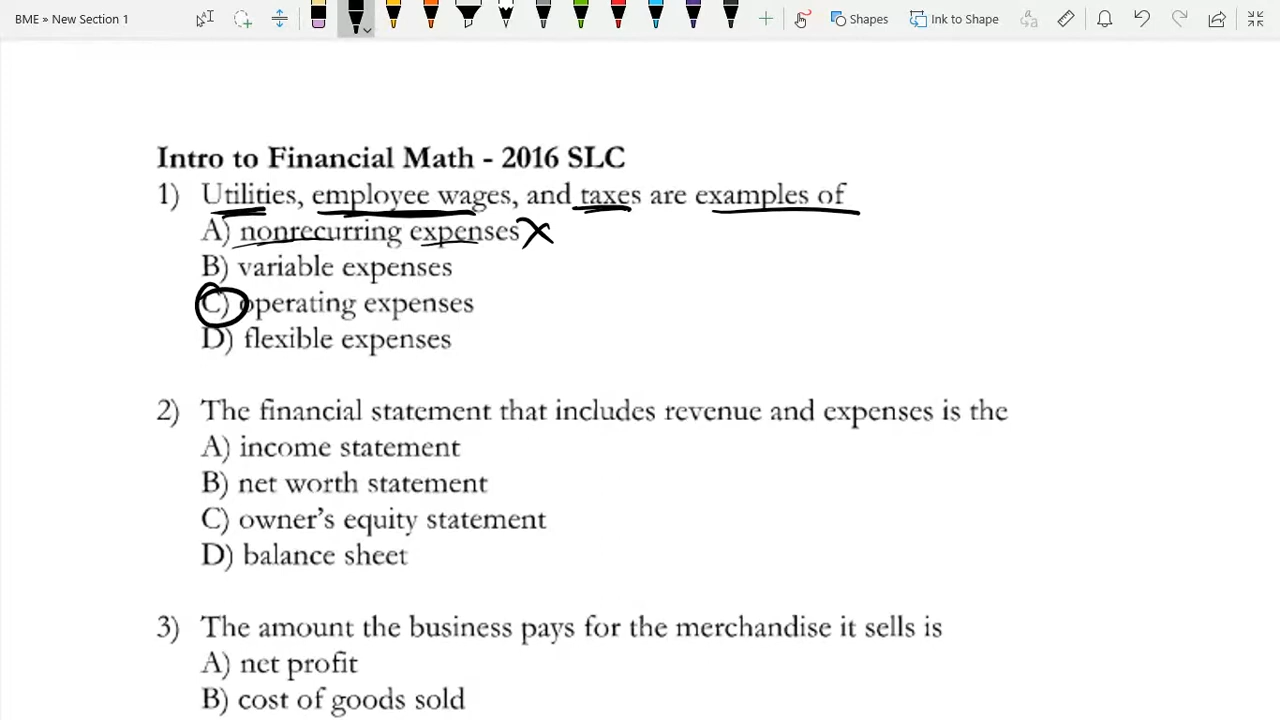 BME » New Section 1
Shapes
Ink to Shape
Intro to Financial Math - 2016 SLC
1) Utilities, employee wages, and taxes are examples of
A) nonrecurring expenses X
B) variable expenses
C) operating expenses
D) flexible expenses
2) The financial statement that includes revenue and expenses is the
A) income statement
B) net worth statement
C) owner's equity statement
D) balance sheet
3) The amount the business pays for the merchandise it sells is
A) net profit
B) cost of goods sold